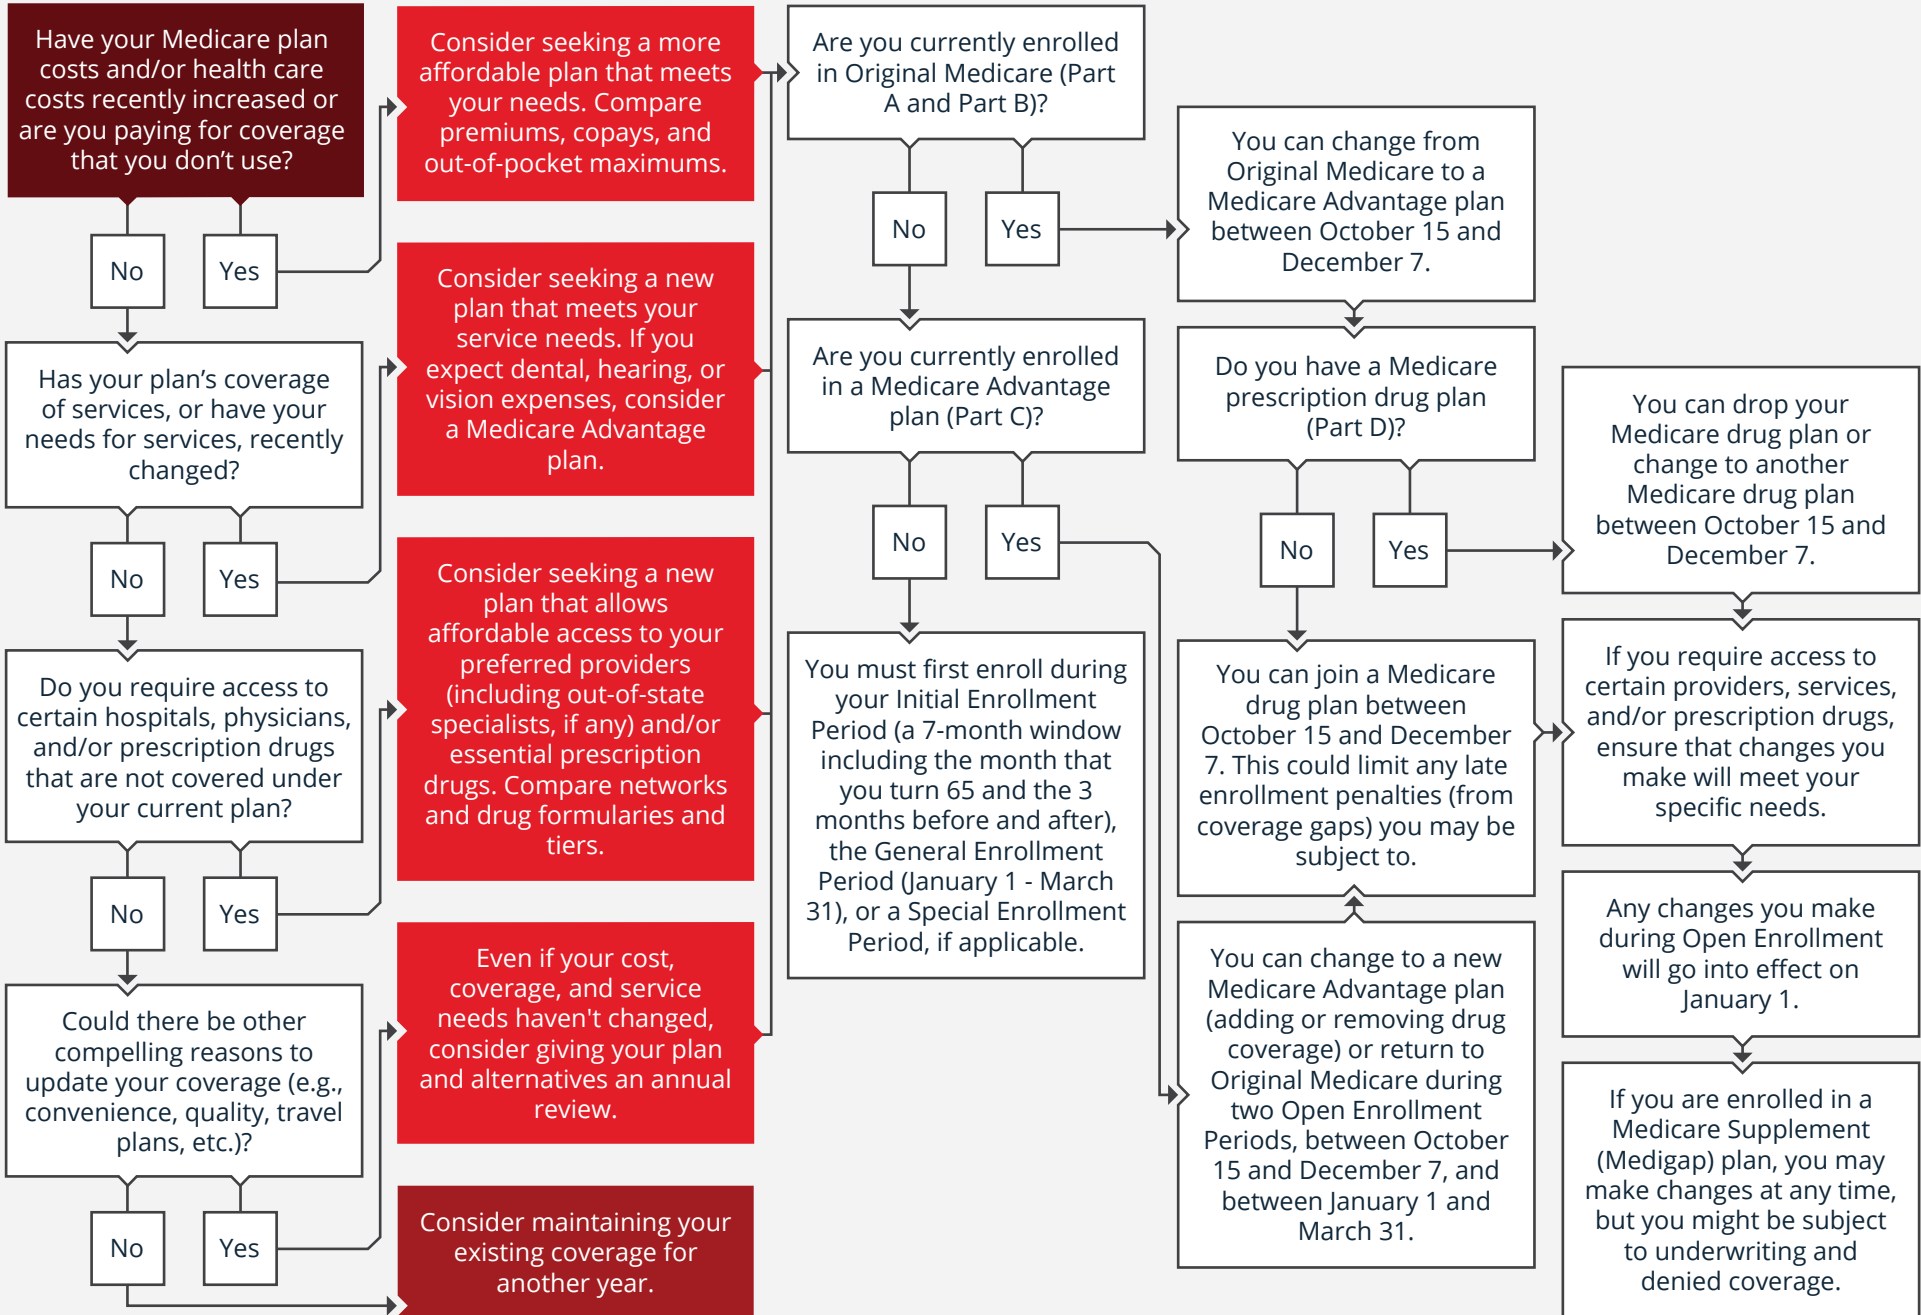 Have your Medicare plan
costs and/or health care
costs recently increased or
are you paying for coverage
that you don’t use?
No
Yes
Has your plan’s coverage
of services, or have your
needs for services, recently
changed?
No
Yes
Do you require access to
certain hospitals, physicians,
and/or prescription drugs
that are not covered under
your current plan?
No
Yes
Could there be other
compelling reasons to
update your coverage (e.g.,
convenience, quality, travel
plans, etc.)?
No
Yes
Consider seeking a more
affordable plan that meets
your needs. Compare
premiums, copays, and
out-of-pocket maximums.
Consider seeking a new
plan that meets your
service needs. If you
expect dental, hearing, or
vision expenses, consider
a Medicare Advantage
plan.
Consider seeking a new
plan that allows
affordable access to your
preferred providers
(including out-of-state
specialists, if any) and/or
essential prescription
drugs. Compare networks
and drug formularies and
tiers.
Even if your cost,
coverage, and service
needs haven't changed,
consider giving your plan
and alternatives an annual
review.
Consider maintaining your
existing coverage for
another year.
Are you currently enrolled
in Original Medicare (Part
A and Part B)?
No
Yes
Are you currently enrolled
in a Medicare Advantage
plan (Part C)?
No
Yes
You must first enroll during
your Initial Enrollment
Period (a 7-month window
including the month that
you turn 65 and the 3
months before and after),
the General Enrollment
Period (January 1 - March
31), or a Special Enrollment
Period, if applicable.
You can change from
Original Medicare to a
Medicare Advantage plan
between October 15 and
December 7.
Do you have a Medicare
prescription drug plan
(Part D)?
No
Yes
You can join a Medicare
drug plan between
October 15 and December
7. This could limit any late
enrollment penalties (from
coverage gaps) you may be
subject to.
You can change to a new
Medicare Advantage plan
(adding or removing drug
coverage) or return to
Original Medicare during
two Open Enrollment
Periods, between October
15 and December 7, and
between January 1 and
March 31.
You can drop your
Medicare drug plan or
change to another
Medicare drug plan
between October 15 and
December 7.
If you require access to
certain providers, services,
and/or prescription drugs,
ensure that changes you
make will meet your
specific needs.
Any changes you make
during Open Enrollment
will go into effect on
January 1.
If you are enrolled in a
Medicare Supplement
(Medigap) plan, you may
make changes at any time,
but you might be subject
to underwriting and
denied coverage.